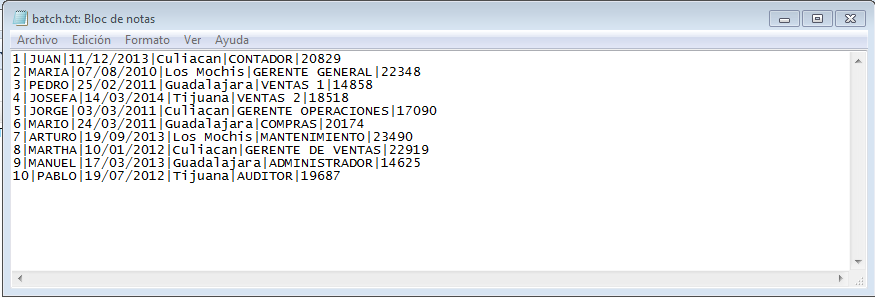 batch.txt: Bloc de notas
Archivo Edición Formato Ver Ayuda
1|JUAN|11/12/2013|Culiacan|CONTADOR|20829
2|MARIA|07/08/2010|Los Mochis|GERENTE GENERAL|22348
3|PEDRO|25/02/2011|Guadalajara|VENTAS 1|14858
4|JOSEFA|14/03/2014|Tijuana|VENTAS 2|18518
5|JORGE|03/03/2011|Culiacan|GERENTE OPERACIONES|17090
6|MARIO|24/03/2011|Guadalajara|COMPRAS|20174
7|ARTURO|19/09/2013|Los Mochis|MANTENIMIENTO|23490
8|MARTHA|10/01/2012|Culiacan|GERENTE DE VENTAS|22919
9|MANUEL|17/03/2013|Guadalajara|ADMINISTRADOR|14625
10|PABLO|19/07/2012|Tijuana|AUDITOR|19687